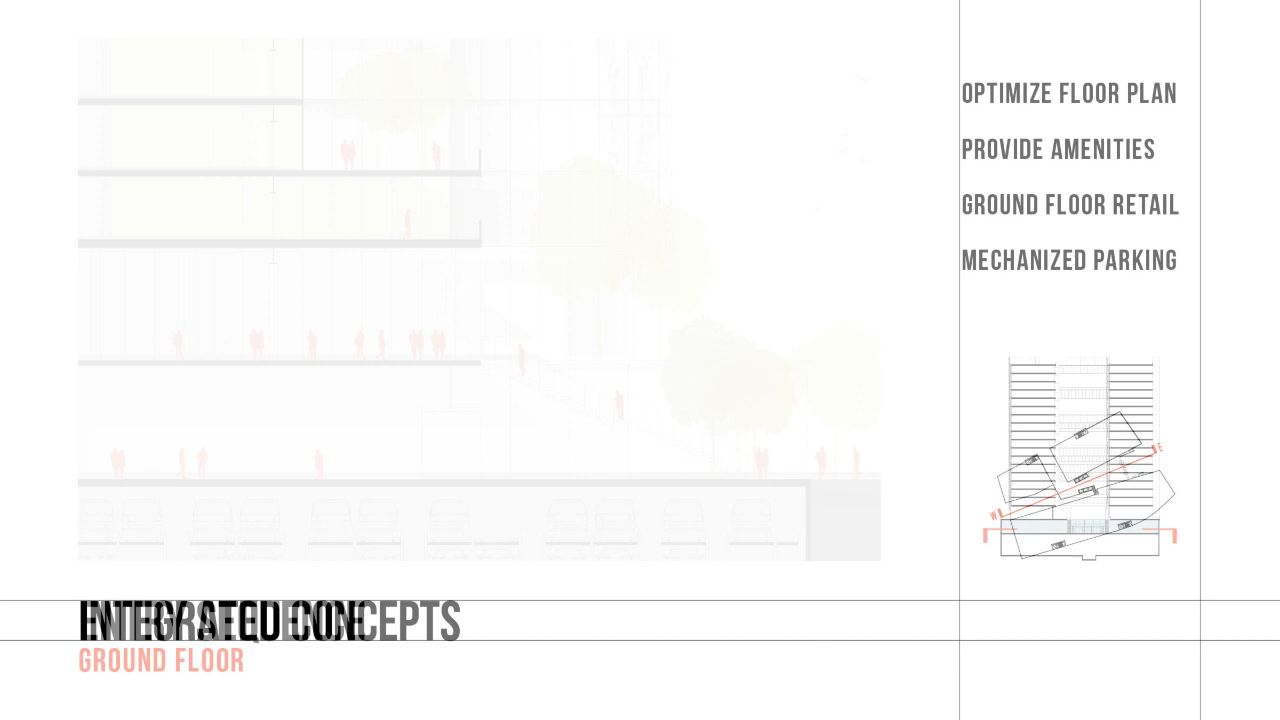 OPTIMIZE FLOOR PLAN
PROVIDE AMENITIES
GROUND FLOOR RETAIL
MECHANIZED PARKING
E
W
INTEGRATED CONCEPTS
GROUND FLOOR